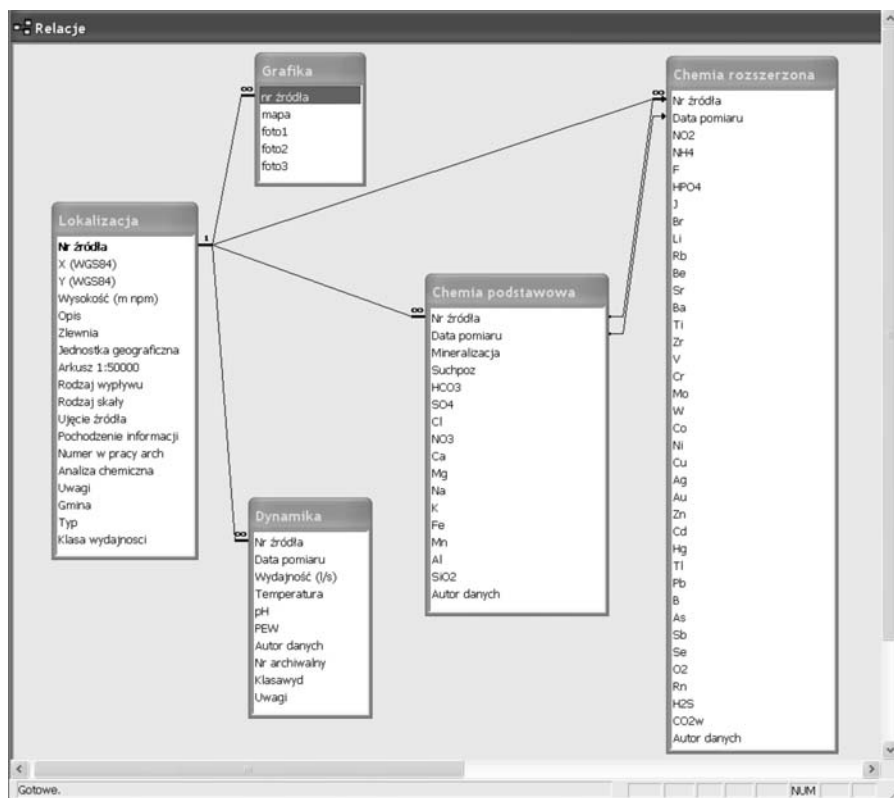 Relacje
Grafika
nr źródła
mapa
foto1
foto2
foto3
Lokalizacja
Nr źródła
X (WGS84)
Y (WGS84)
Wysokość (m npm)
Opis
Zlewnia
Jednostka geograficzna
Arkusz 1:50000
Rodzaj wypływu
Rodzaj skały
Ujęcie źródła
Pochodzenie informacji
Numer w pracy arch
Analiza chemiczna
Uwagi
Gmina
Typ
Klasa wydajnosci
1
∞
∞
∞
∞
Dynamika
Nr źródła
Data pomiaru
Wydajność (l/s)
Temperatura
pH
PEW
Autor danych
Nr archiwalny
Klasawyd
Uwagi
Chemia podstawowa
Nr źródła
Data pomiaru
Mineralizacja
Suchpoz
HCO3
SO4
Cl
NO3
Ca
Mg
Na
K
Fe
Mn
Al
SiO2
Autor danych
Chemia rozszerzona
Nr źródła
Data pomiaru
NO2
NH4
F
HPO4
J
Br
Li
Rb
Be
Sr
Ba
Ti
Zr
V
Cr
Mo
W
Co
Ni
Cu
Ag
Au
Zn
Cd
Hg
Tl
Pb
B
As
Sb
Se
O2
Rn
H2S
CO2w
Autor danych
Gotowe.
NUM